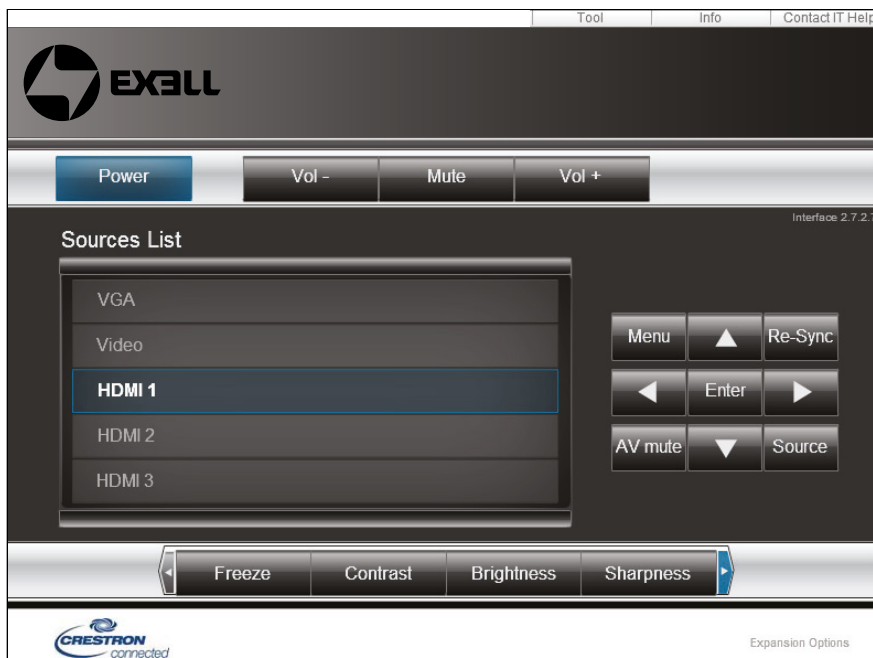 Tool Info Contact IT Help
EXELL
Power Vol - Mute Vol +
Interface 2.7.2.7
Sources List
VGA
Video
HDMI 1
HDMI 2
HDMI 3
Menu Re-Sync
Enter
AV mute Source
Freeze Contrast Brightness Sharpness
CRESTRON
connected
Expansion Options